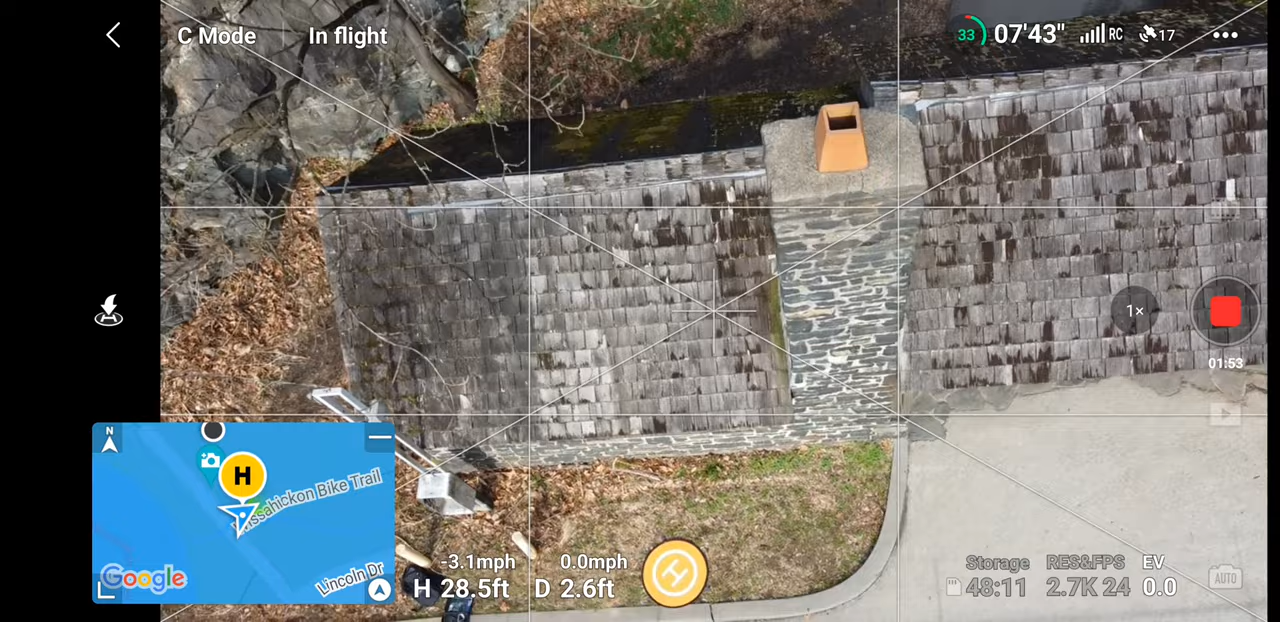 C Mode In flight 33 07'43" RC 17
1×
01:53
N
H
Wissahickon Bike Trail
Lincoln Dr
Google
-3.1mph 0.0mph
H 28.5ft D 2.6ft
H
Storage RES&FPS EV
48:11 2.7K 24 0.0
AUTO